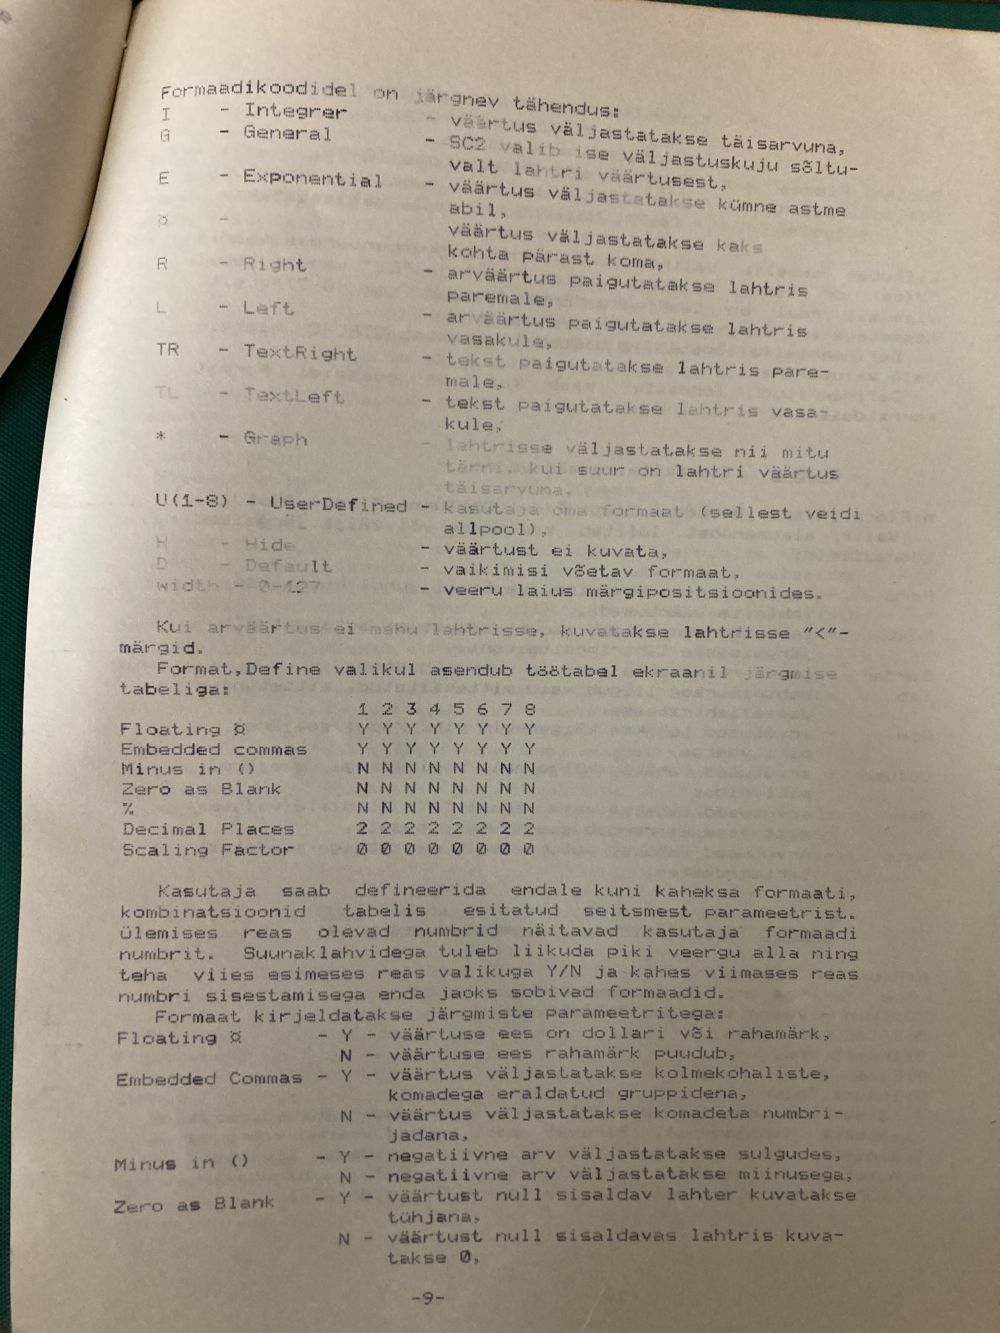 Formaadikoodidel on järgnev tähendus:
I - Integrer - väärtus väljastatakse täisarvuna,
G - General - SC2 valib ise väljastuskuju sõltu-
valt lahtri väärtusest,
E - Exponential - väärtus väljastatakse kümne astme
abil,
¤ - väärtus väljastatakse kaks
kohta pärast koma,
R - Right - arväärtus paigutatakse lahtris
paremale,
L - Left - arväärtus paigutatakse lahtris
vasakule,
TR - TextRight - tekst paigutatakse lahtris pare-
male,
TL - TextLeft - tekst paigutatakse lahtris vasa-
kule,
* - Graph - lahtrisse väljastatakse nii mitu
tärni, kui suur on lahtri väärtus
täisarvuna.
U(1-8) - UserDefined - kasutaja oma formaat (sellest veidi
allpool),
H - Hide - väärtust ei kuvata,
D - Default - vaikimisi võetav formaat,
width - 0-127 - veeru laius märgipositsioonides.
Kui arväärtus ei mahu lahtrisse, kuvatakse lahtrisse "<"-
märgid.
Format,Define valikul asendub töötabel ekraanil järgmise
tabeliga:
1 2 3 4 5 6 7 8
Floating ¤ Y Y Y Y Y Y Y Y
Embedded commas Y Y Y Y Y Y Y Y
Minus in () N N N N N N N N
Zero as Blank N N N N N N N N
% N N N N N N N N
Decimal Places 2 2 2 2 2 2 2 2
Scaling Factor 0 0 0 0 0 0 0 0
Kasutaja saab defineerida endale kuni kaheksa formaati,
kombinatsioonid tabelis esitatud seitsmest parameetrist.
ülemises reas olevad numbrid näitavad kasutaja formaadi
numbrit. Suunaklahvidega tuleb liikuda piki veergu alla ning
teha viies esimeses reas valikuga Y/N ja kahes viimases reas
numbri sisestamisega enda jaoks sobivad formaadid.
Formaat kirjeldatakse järgmiste parameetritega:
Floating ¤ - Y - väärtuse ees on dollari või rahamärk,
N - väärtuse ees rahamärk puudub,
Embedded Commas - Y - väärtus väljastatakse kolmekohaliste,
komadega eraldatud gruppidena,
N - väärtus väljastatakse komadeta numbri-
jadana,
Minus in () - Y - negatiivne arv väljastatakse sulgudes,
N - negatiivne arv väljastatakse miinusega,
Zero as Blank - Y - väärtust null sisaldav lahter kuvatakse
tühjana,
N - väärtust null sisaldavas lahtris kuva-
takse 0,
-9-